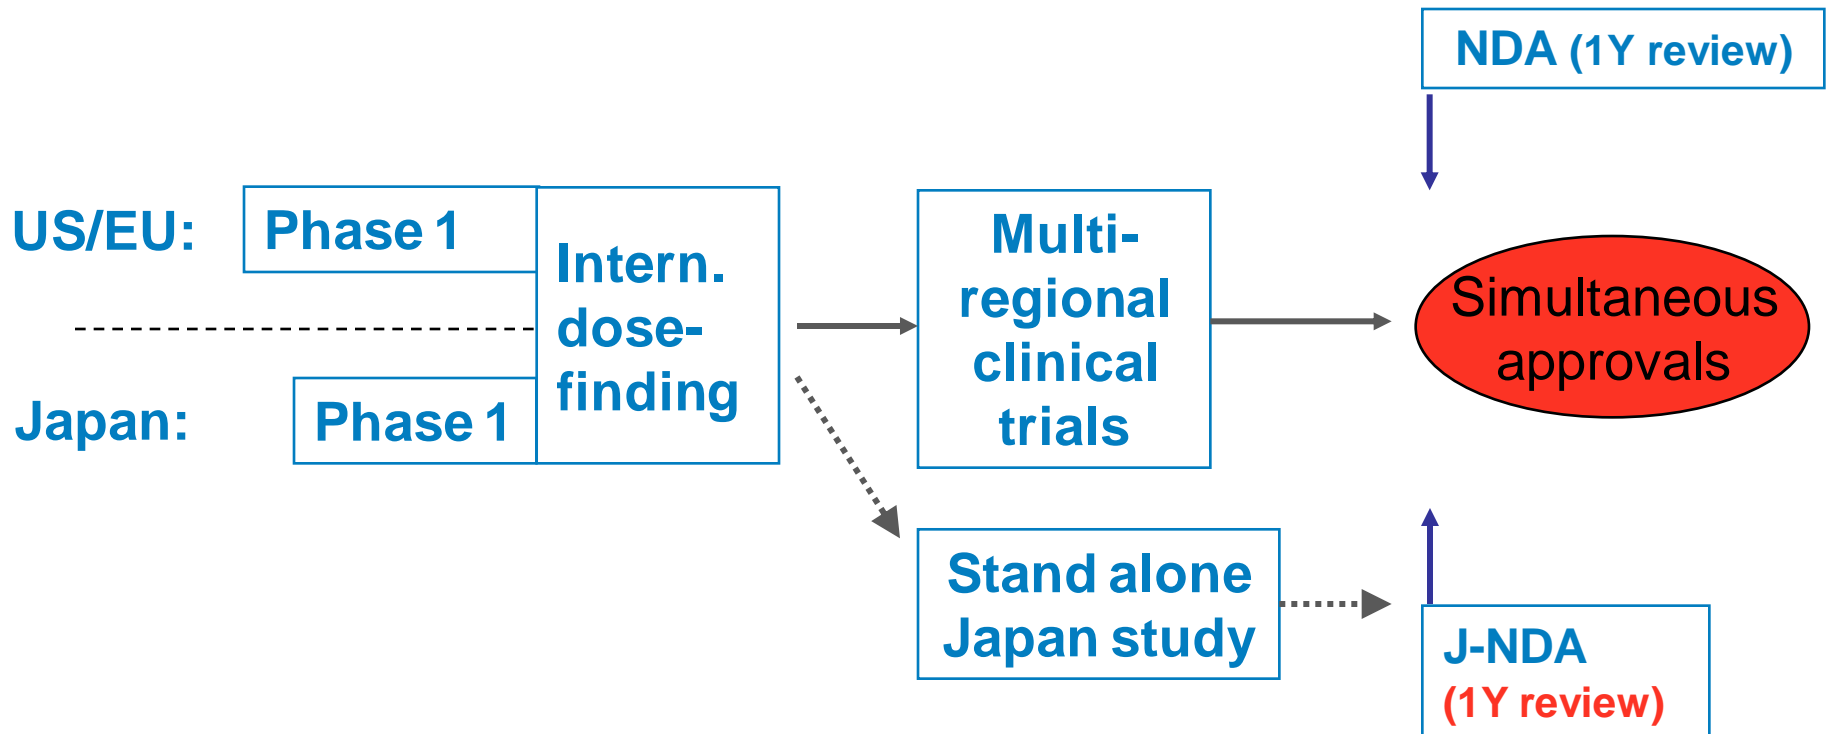 NDA (1Y review)
US/EU:
Phase 1
Intern.
dose-
finding
Multi-
regional
clinical
trials
Simultaneous
approvals
Japan:
Phase 1
Stand alone
Japan study
J-NDA
(1Y review)